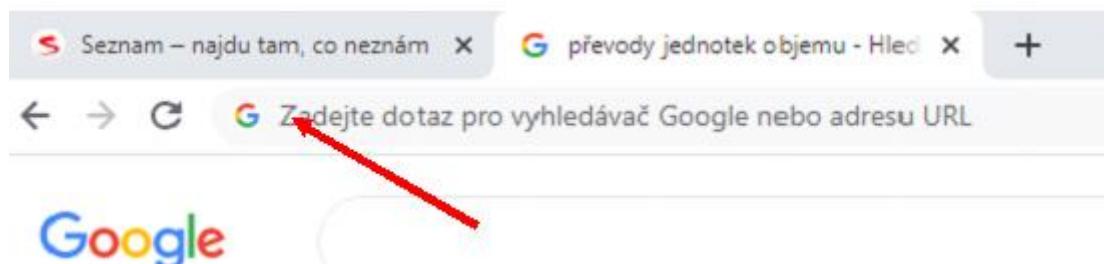 Seznam – najdu tam, co neznám převody jednotek objemu - Hled
Zadejte dotaz pro vyhledávač Google nebo adresu URL
Google